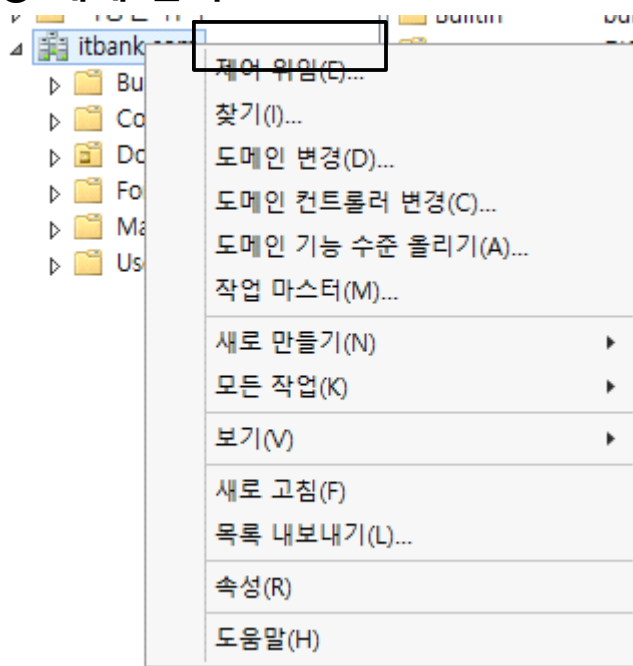 Builtin
itbank.com
Bu
Co
Do
Fo
Ma
Us
제어 위임(E)...
찾기(I)...
도메인 변경(D)...
도메인 컨트롤러 변경(C)...
도메인 기능 수준 올리기(A)...
작업 마스터(M)...
새로 만들기(N)
모든 작업(K)
보기(V)
새로 고침(F)
목록 내보내기(L)...
속성(R)
도움말(H)